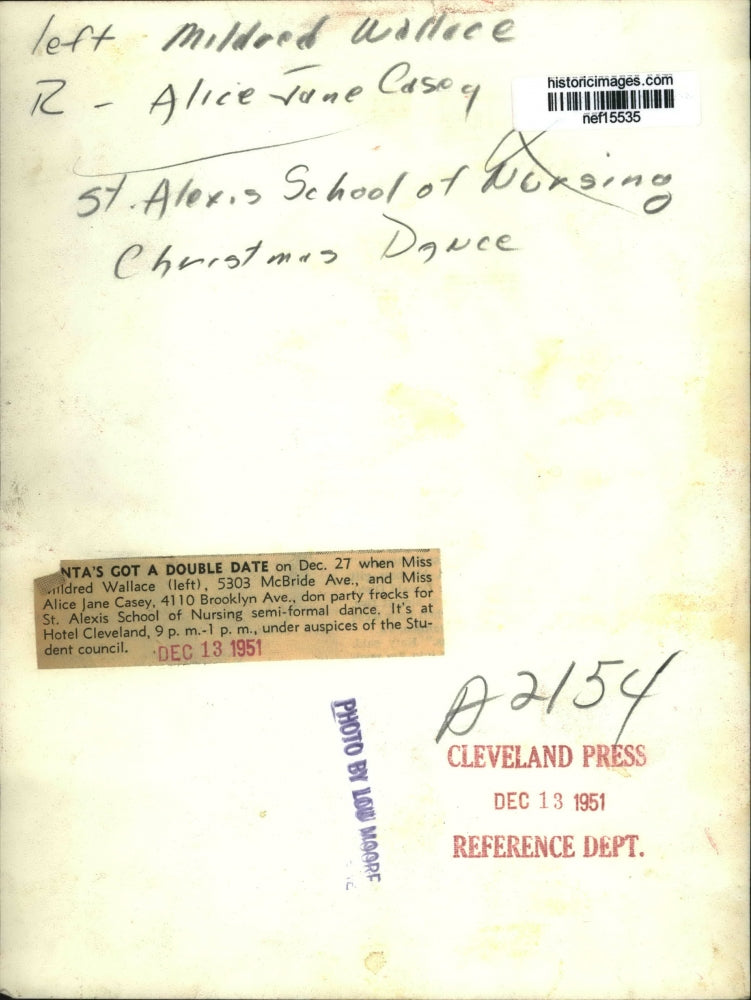 left Mildred Wallace
R - Alice Jane Casey
historicimages.com
nef15535
St. Alexis School of Nursing
Christmas Dance
NTA'S GOT A DOUBLE DATE on Dec. 27 when Miss
ildred Wallace (left), 5303 McBride Ave., and Miss
Alice Jane Casey, 4110 Brooklyn Ave., don party frocks for
St. Alexis School of Nursing semi-formal dance. It's at
Hotel Cleveland, 9 p. m.-1 p. m., under auspices of the Stu-
dent council.
DEC 13 1951
A2154
CLEVELAND PRESS
DEC 13 1951
REFERENCE DEPT.
PHOTO BY LOU MOORE